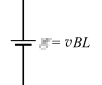 = vBL